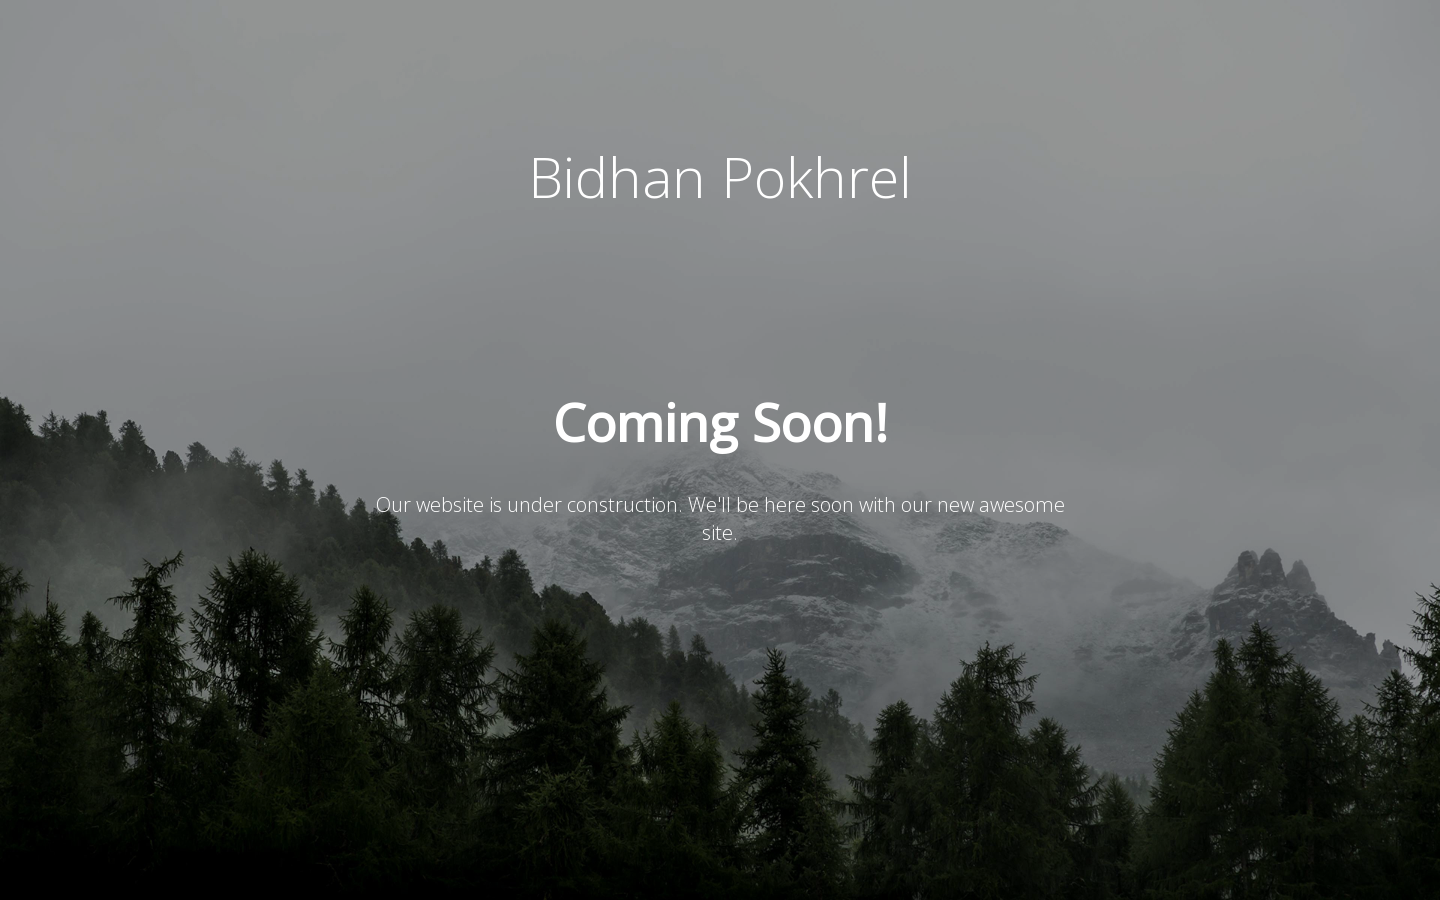 Bidhan Pokhrel
Coming Soon!
Our website is under construction. We'll be here soon with our new awesome
site.